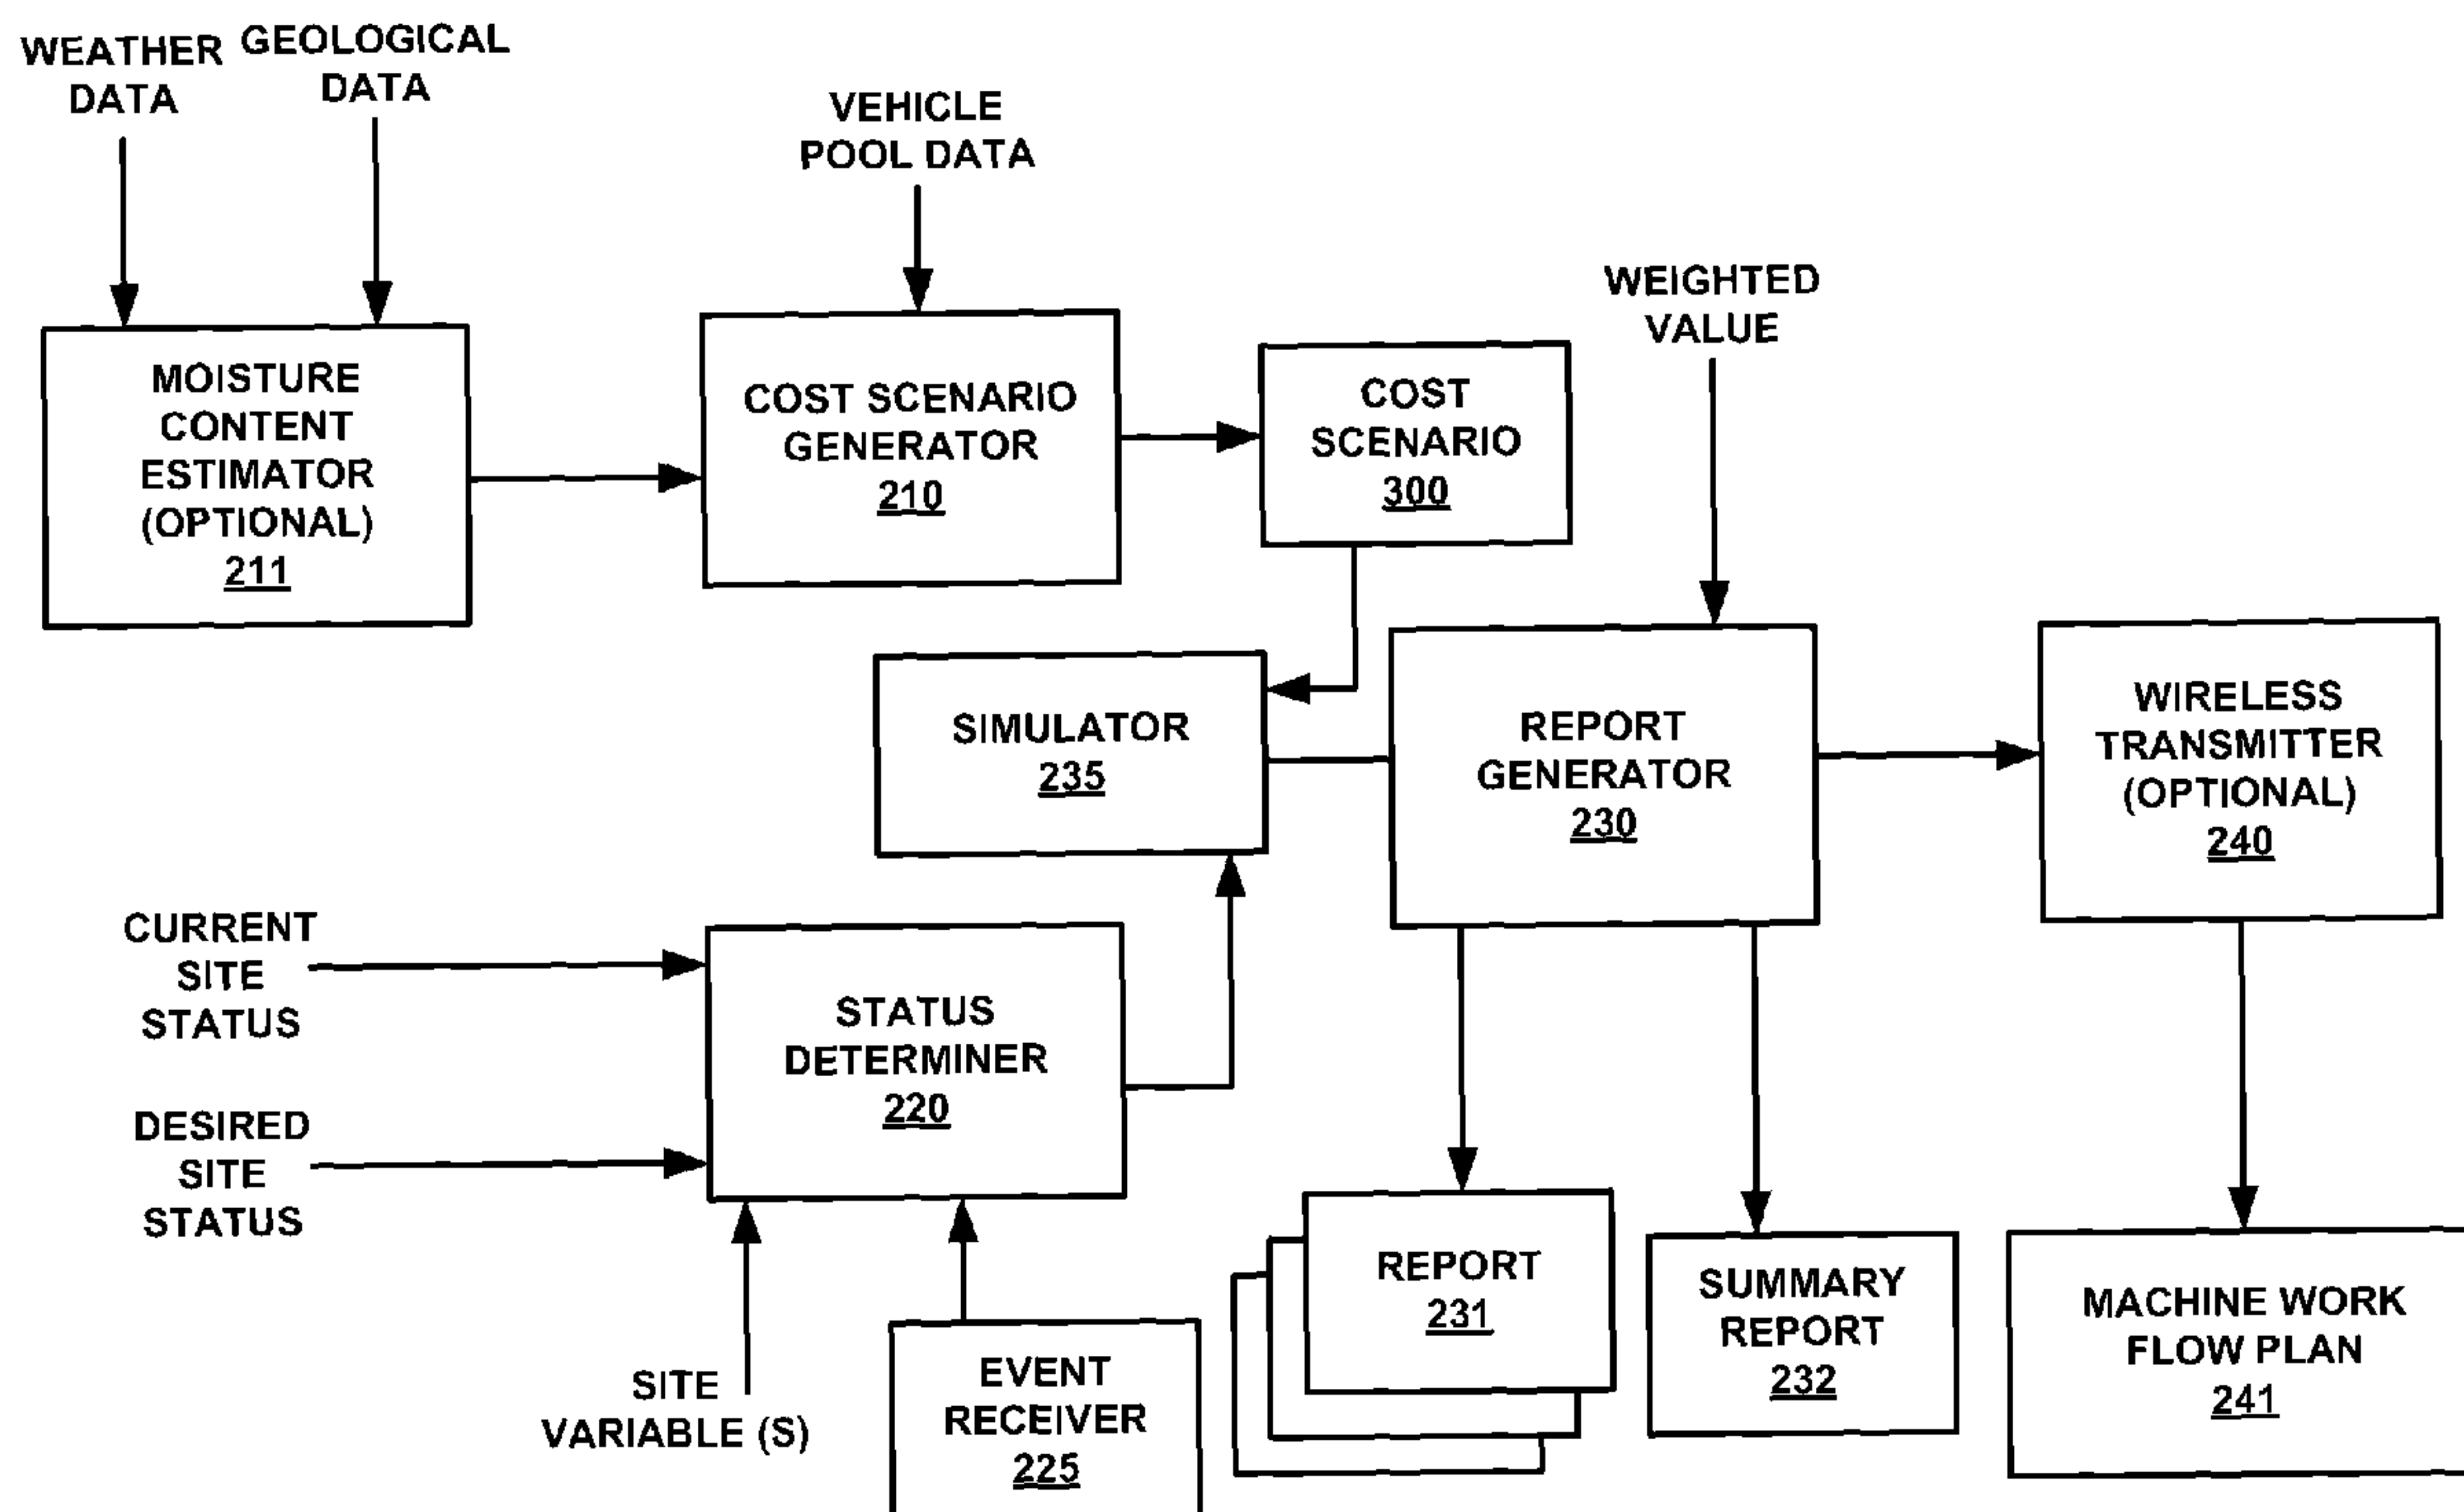 WEATHER
DATA
GEOLOGICAL
DATA
VEHICLE
POOL DATA
WEIGHTED
VALUE
MOISTURE
CONTENT
ESTIMATOR
(OPTIONAL)
211
COST SCENARIO
GENERATOR
210
COST
SCENARIO
300
SIMULATOR
235
REPORT
GENERATOR
230
WIRELESS
TRANSMITTER
(OPTIONAL)
240
CURRENT
SITE
STATUS
DESIRED
SITE
STATUS
STATUS
DETERMINER
220
SITE
VARIABLE (S)
EVENT
RECEIVER
225
REPORT
231
SUMMARY
REPORT
232
MACHINE WORK
FLOW PLAN
241